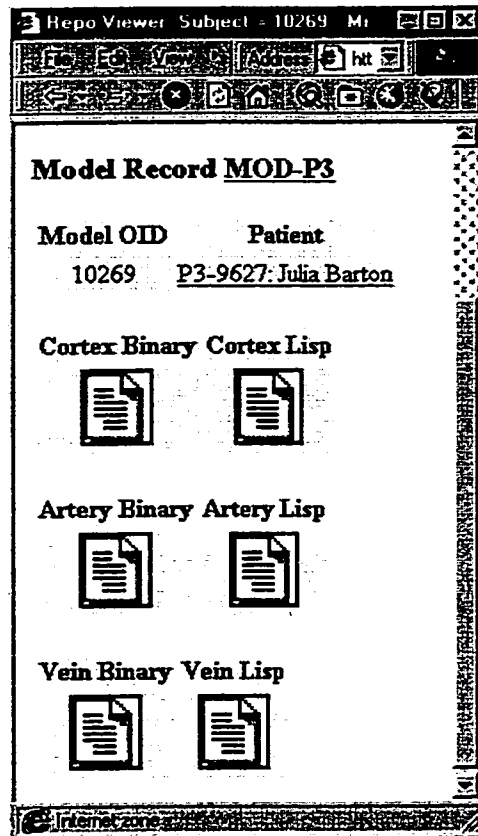 Repo Viewer Subject - 10269 Mi
File Edit View Address htt
Model Record MOD-P3
Model OID Patient
10269 P3-9627: Julia Barton
Cortex Binary Cortex Lisp
Artery Binary Artery Lisp
Vein Binary Vein Lisp
Internet zone